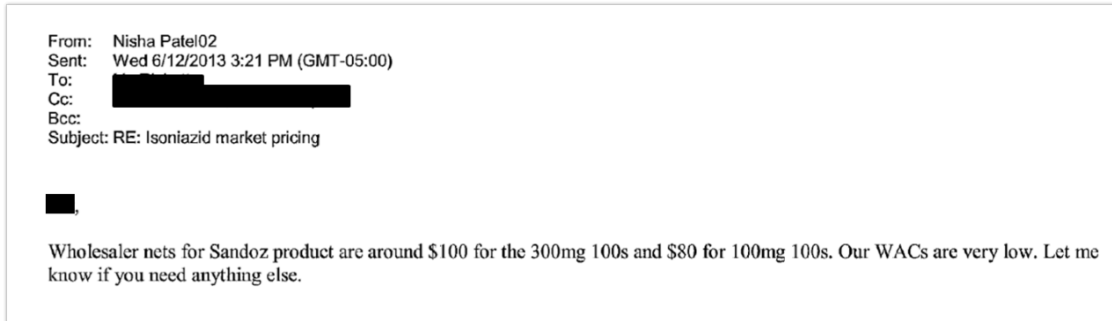 From: Nisha Patel02
Sent: Wed 6/12/2013 3:21 PM (GMT-05:00)
To:
Cc:
Bcc:
Subject: RE: Isoniazid market pricing
,
Wholesaler nets for Sandoz product are around $100 for the 300mg 100s and $80 for 100mg 100s. Our WACs are very low. Let me
know if you need anything else.